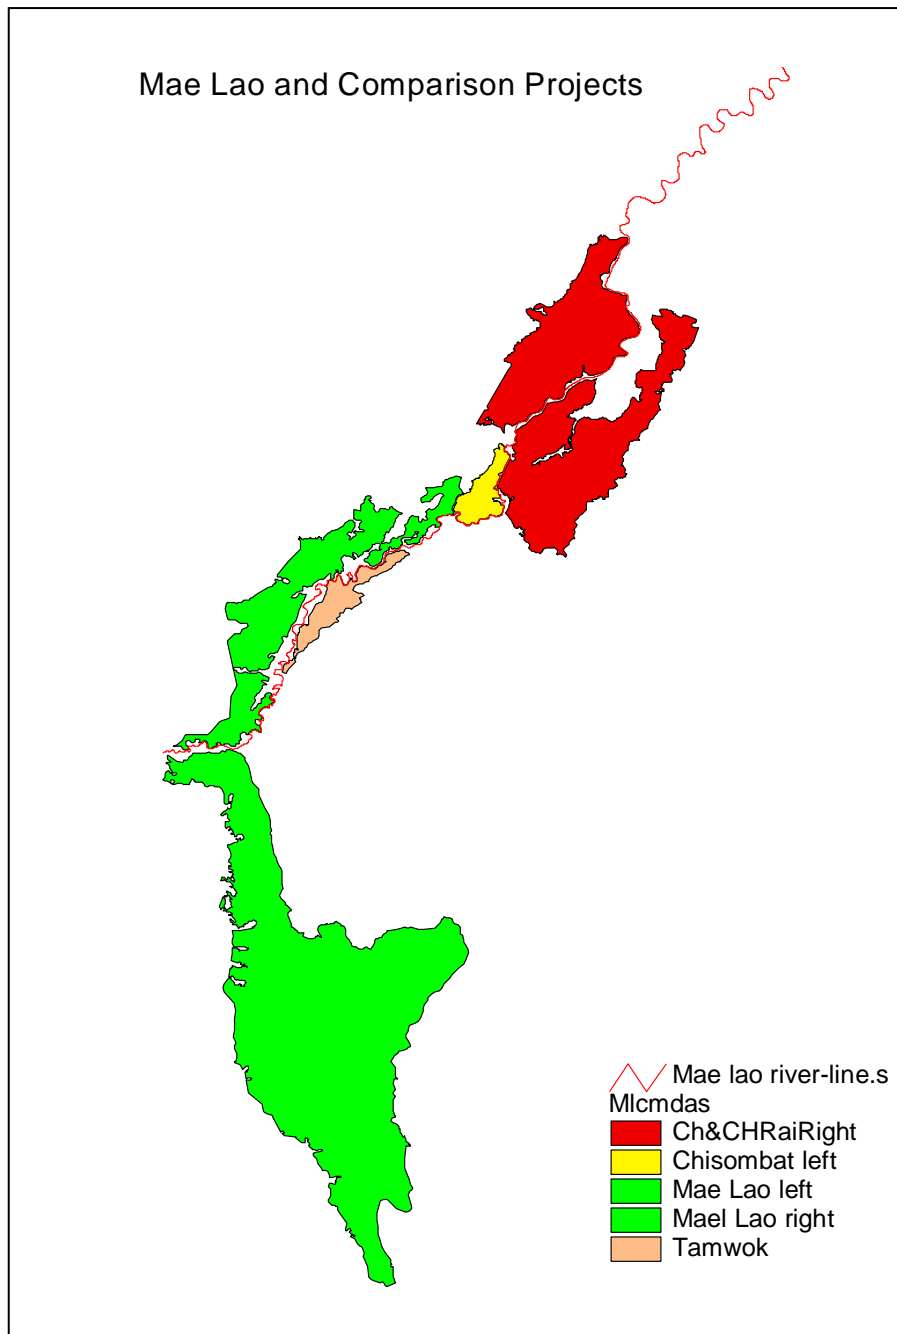 Mae Lao and Comparison Projects
Mae lao river-line.s
Mlcmdas
Ch&CHRaiRight
Chisombat left
Mae Lao left
Mael Lao right
Tamwok